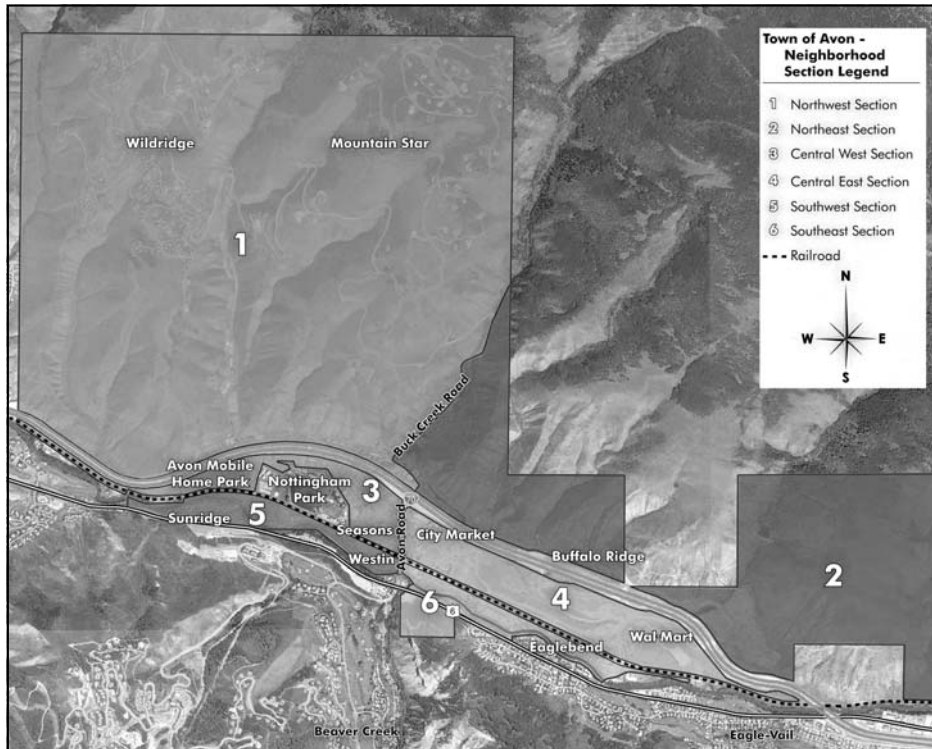 Town of Avon -
Neighborhood
Section Legend
1 Northwest Section
2 Northeast Section
3 Central West Section
4 Central East Section
5 Southwest Section
6 Southeast Section
Railroad
N
W E
S
Wildridge
Mountain Star
1
Buck Creek Road
Avon Mobile
Home Park
Nottingham
Park
3
Sunridge
5
Seasons
Avon Road
City Market
Westin
Buffalo Ridge
2
6
6
4
Wal Mart
Eaglebend
Beaver Creek
Eagle-Vail